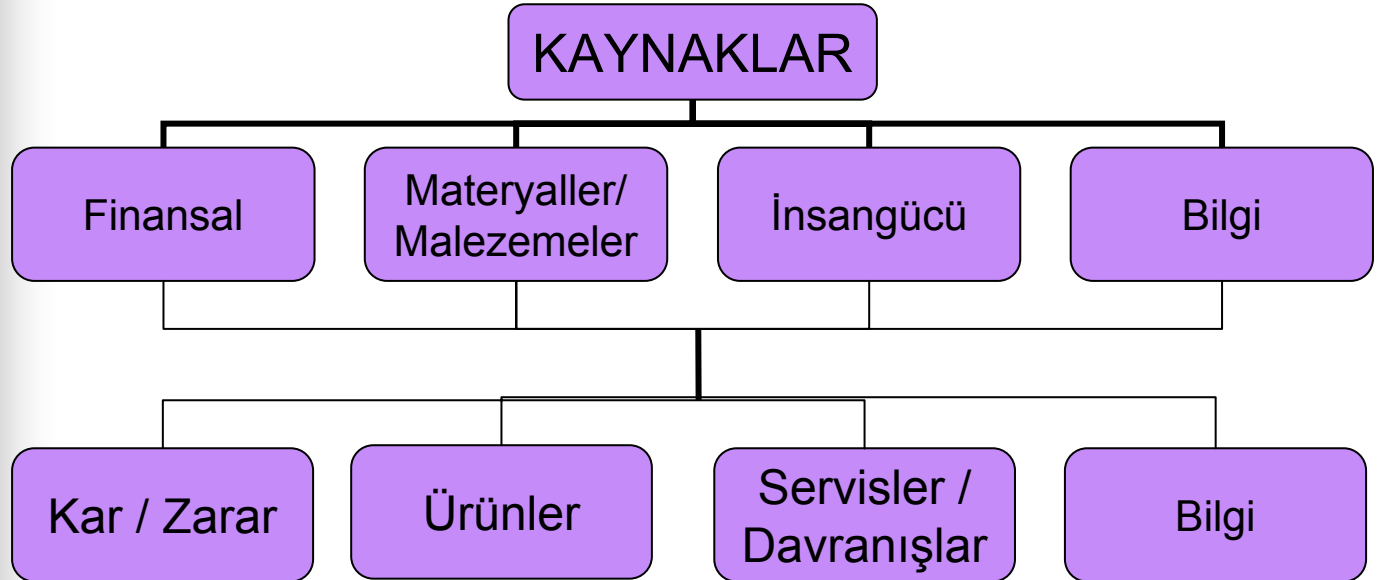 KAYNAKLAR
Finansal
Materyaller/
Malezemeler
İnsangücü
Bilgi
Kar / Zarar
Ürünler
Servisler /
Davranışlar
Bilgi